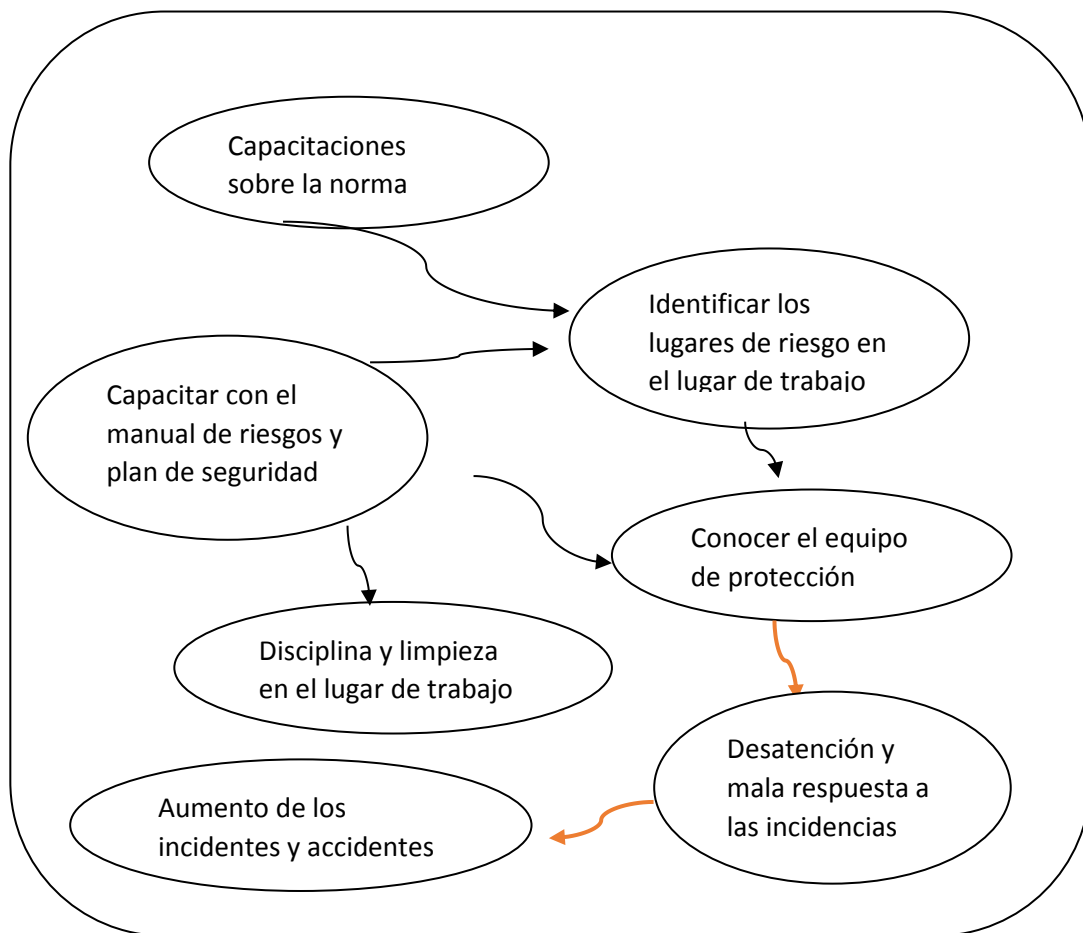 Capacitaciones
sobre la norma
Identificar los
lugares de riesgo en
el lugar de trabajo
Capacitar con el
manual de riesgos y
plan de seguridad
Conocer el equipo
de protección
Disciplina y limpieza
en el lugar de trabajo
Desatención y
mala respuesta a
las incidencias
Aumento de los
incidentes y accidentes